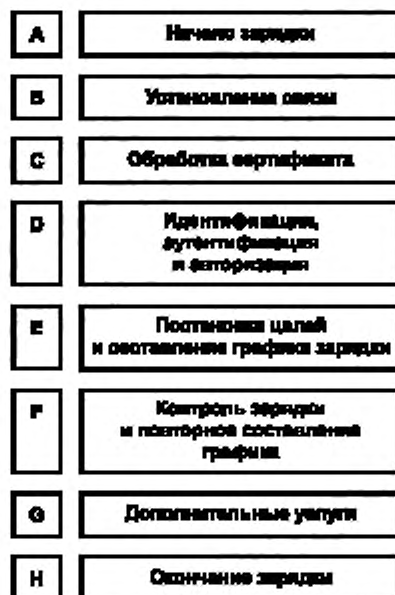 A
Начало зарядки
B
Установление связи
C
Обработка сертификата
D
Идентификация,
аутентификация
и авторизация
E
Постановка целей
и составление графика зарядки
F
Контроль зарядки
и повторное составление
графика
G
Дополнительные услуги
H
Окончание зарядки